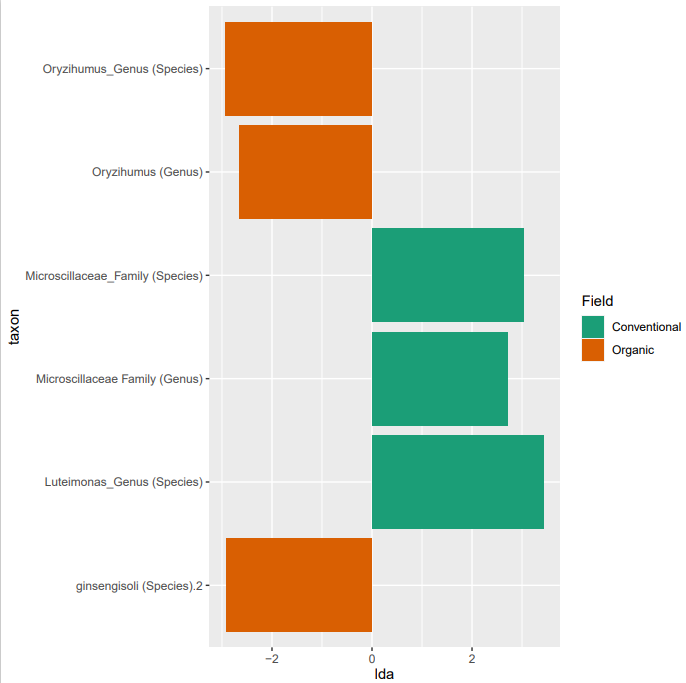 Oryzihumus_Genus (Species)
Oryzihumus (Genus)
Microscillaceae_Family (Species)
Microscillaceae Family (Genus)
Luteimonas_Genus (Species)
ginsengisoli (Species).2
taxon
−2 0 2
lda
Field
Conventional
Organic